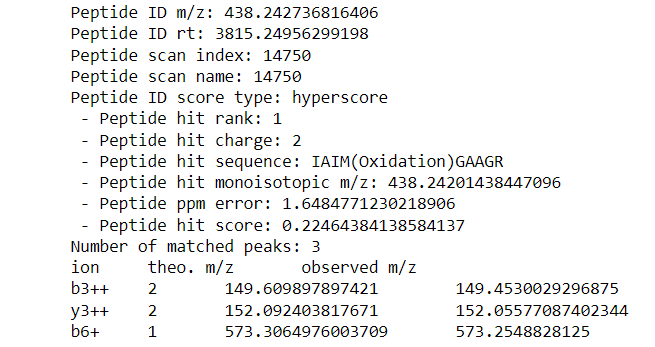 Peptide ID m/z: 438.242736816406
Peptide ID rt: 3815.24956299198
Peptide scan index: 14750
Peptide scan name: 14750
Peptide ID score type: hyperscore
- Peptide hit rank: 1
- Peptide hit charge: 2
- Peptide hit sequence: IAIM(Oxidation)GAAGR
- Peptide hit monoisotopic m/z: 438.24201438447096
- Peptide ppm error: 1.6484771230218906
- Peptide hit score: 0.22464384138584137
Number of matched peaks: 3
ion theo. m/z observed m/z
b3++ 2 149.609897897421 149.4530029296875
y3++ 2 152.092403817671 152.05577087402344
b6+ 1 573.3064976003709 573.2548828125